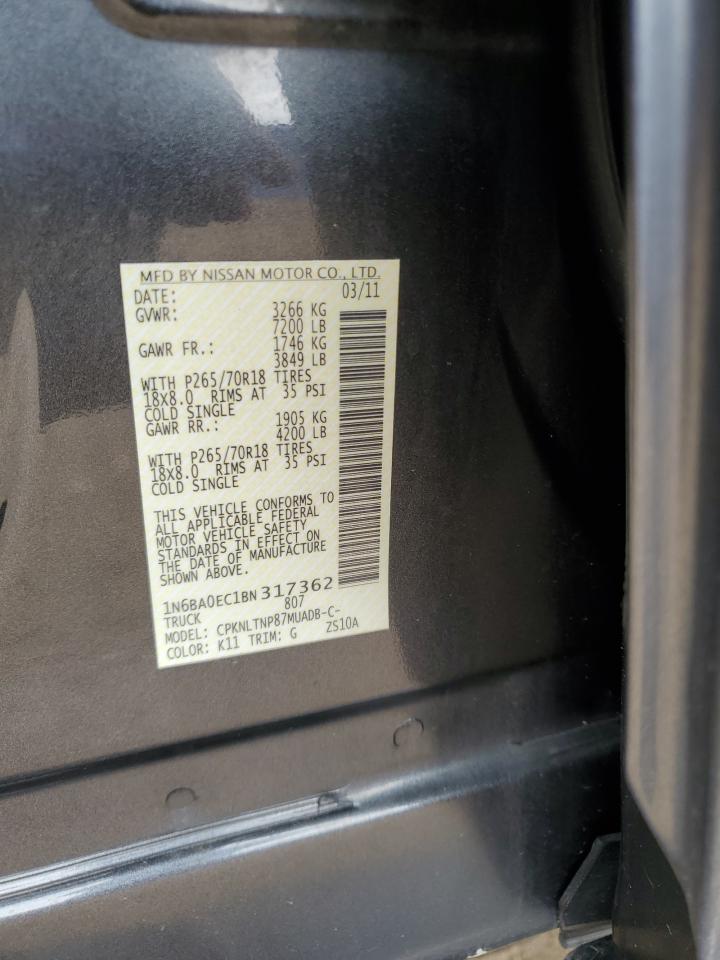 MFD BY NISSAN MOTOR CO., LTD.
DATE: 03/11
GVWR: 3266 KG
7200 LB
GAWR FR.: 1746 KG
3849 LB
WITH P265/70R18 TIRES
18X8.0 RIMS AT 35 PSI
COLD SINGLE
GAWR RR.: 1905 KG
4200 LB
WITH P265/70R18 TIRES
18X8.0 RIMS AT 35 PSI
COLD SINGLE
THIS VEHICLE CONFORMS TO
ALL APPLICABLE FEDERAL
MOTOR VEHICLE SAFETY
STANDARDS IN EFFECT ON
THE DATE OF MANUFACTURE
SHOWN ABOVE.
1N6BA0EC1BN317362
TRUCK 807
MODEL: CPKNLTNP87MUADB-C-
COLOR: K11 TRIM: G ZS10A